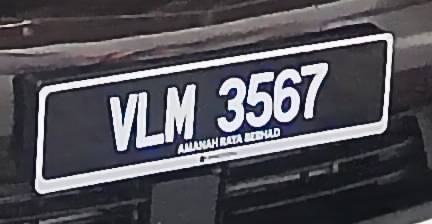 VLM 3567
AMANAH RAYA BERHAD